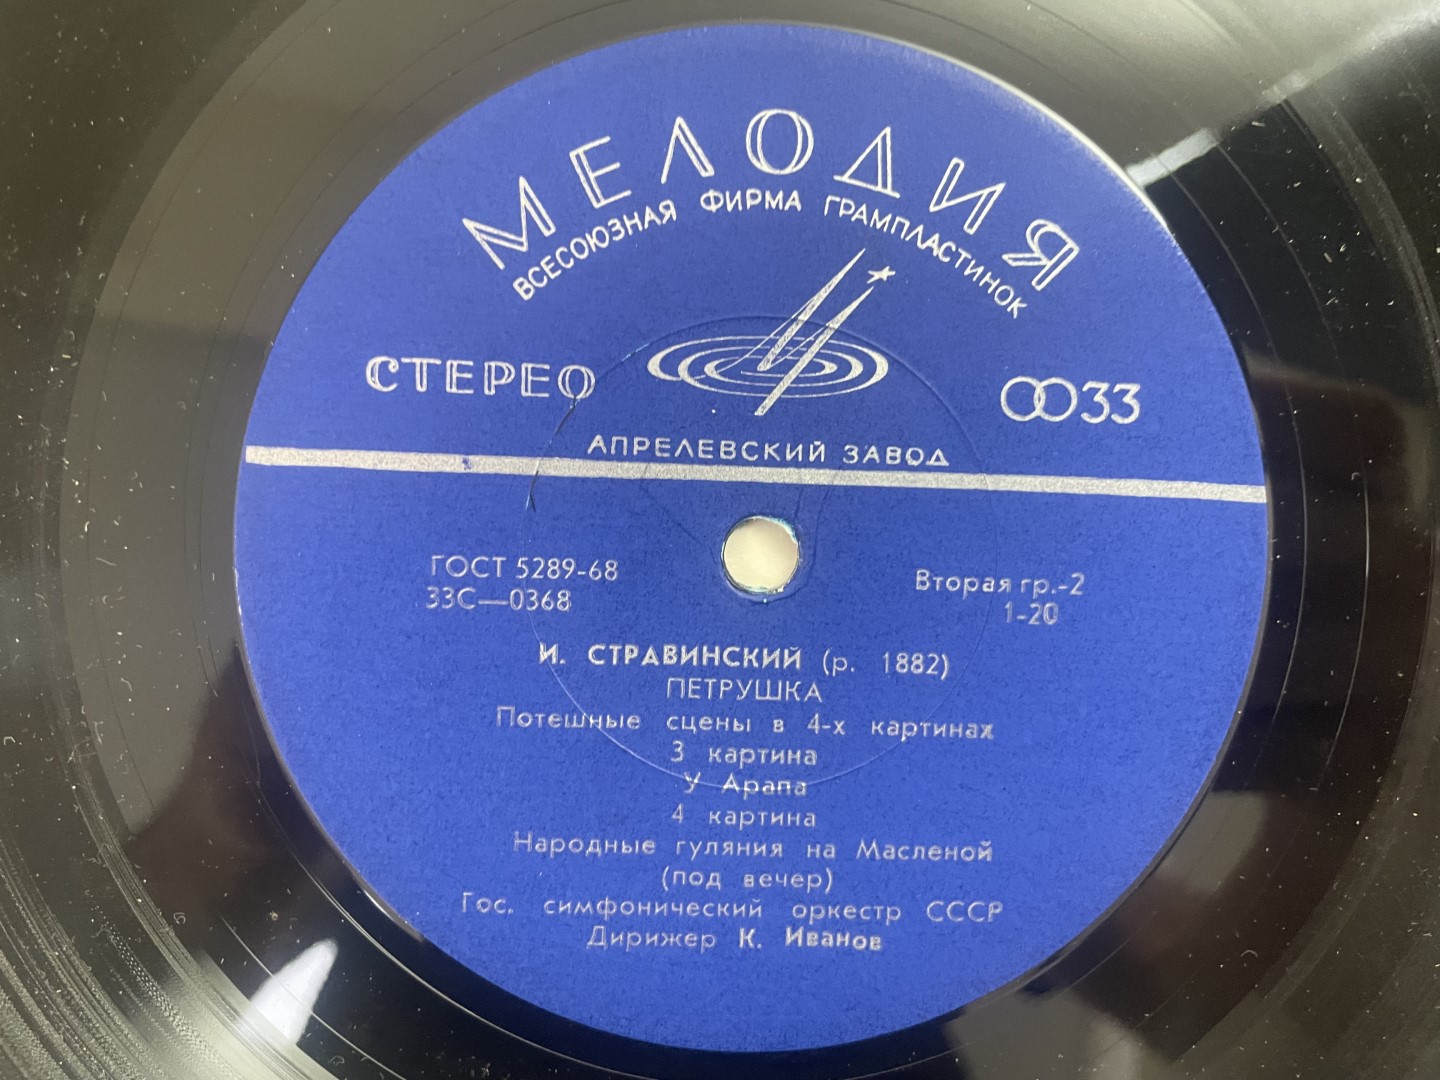 МЕЛОДИЯ
ВСЕСОЮЗНАЯ ФИРМА ГРАМПЛАСТИНОК
СТЕРЕО
33
АПРЕЛЕВСКИЙ ЗАВОД
ГОСТ 5289-68
33С—0368
Вторая гр.-2
1-20
И. СТРАВИНСКИЙ (р. 1882)
ПЕТРУШКА
Потешные сцены в 4-х картинах
3 картина
У Арапа
4 картина
Народные гуляния на Масленой
(под вечер)
Гос. симфонический оркестр СССР
Дирижер К. Иванов